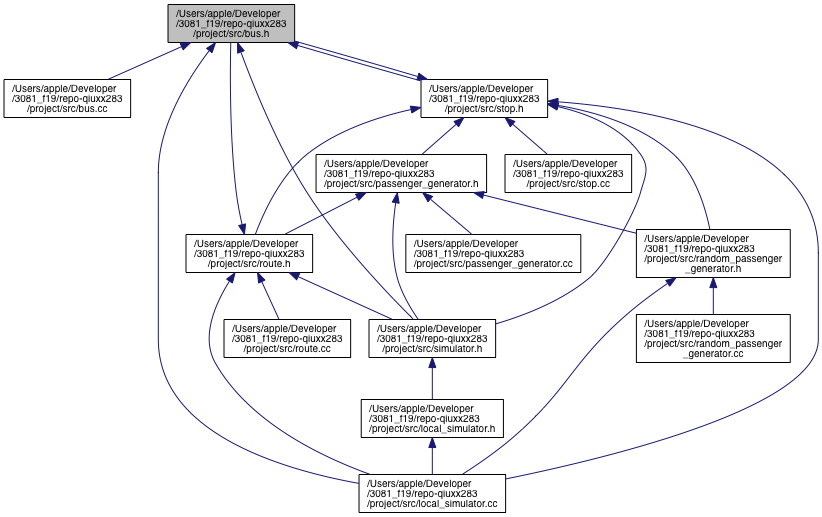 /Users/apple/Developer
/3081_f19/repo-qiuxx283
/project/src/bus.h
/Users/apple/Developer
/3081_f19/repo-qiuxx283
/project/src/bus.cc
/Users/apple/Developer
/3081_f19/repo-qiuxx283
/project/src/stop.h
/Users/apple/Developer
/3081_f19/repo-qiuxx283
/project/src/passenger_generator.h
/Users/apple/Developer
/3081_f19/repo-qiuxx283
/project/src/stop.cc
/Users/apple/Developer
/3081_f19/repo-qiuxx283
/project/src/route.h
/Users/apple/Developer
/3081_f19/repo-qiuxx283
/project/src/passenger_generator.cc
/Users/apple/Developer
/3081_f19/repo-qiuxx283
/project/src/random_passenger
_generator.h
/Users/apple/Developer
/3081_f19/repo-qiuxx283
/project/src/route.cc
/Users/apple/Developer
/3081_f19/repo-qiuxx283
/project/src/simulator.h
/Users/apple/Developer
/3081_f19/repo-qiuxx283
/project/src/random_passenger
_generator.cc
/Users/apple/Developer
/3081_f19/repo-qiuxx283
/project/src/local_simulator.h
/Users/apple/Developer
/3081_f19/repo-qiuxx283
/project/src/local_simulator.cc